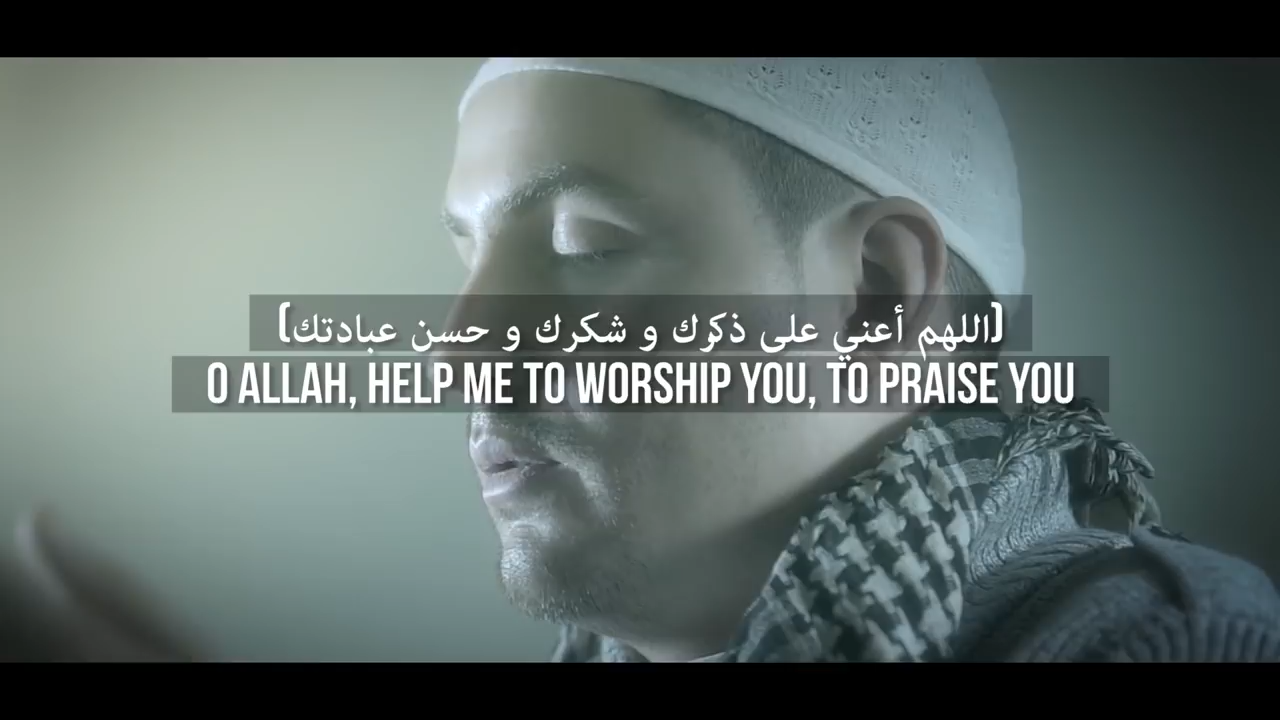 (اللهم أعني على ذكرك و شكرك و حسن عبادتك)
O ALLAH, HELP ME TO WORSHIP YOU, TO PRAISE YOU